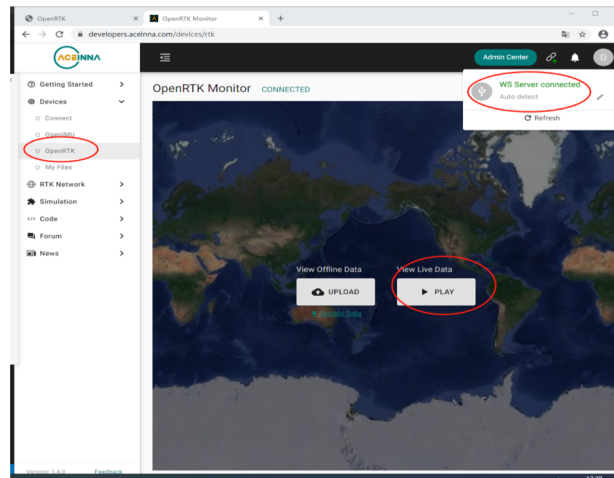 OpenRTK
OpenRTK Monitor
developers.aceinna.com/devices/rtk
ACEINNA
Admin Center
D
Getting Started
Devices
Connect
OpenIMU
OpenRTK
My Files
RTK Network
Simulation
Code
Forum
News
OpenRTK Monitor CONNECTED
WS Server connected
Auto detect
Refresh
View Offline Data
UPLOAD
View Live Data
PLAY
Version: 1.4.0 Feedback